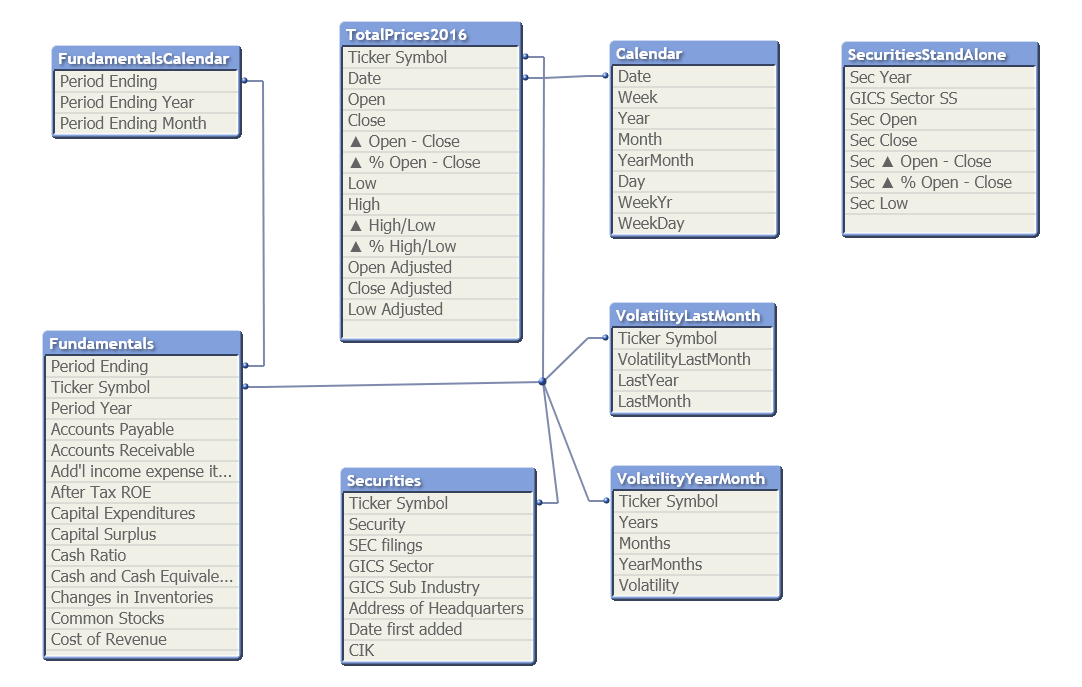 FundamentalsCalendar
Period Ending
Period Ending Year
Period Ending Month
TotalPrices2016
Ticker Symbol
Date
Open
Close
▲ Open - Close
▲ % Open - Close
Low
High
▲ High/Low
▲ % High/Low
Open Adjusted
Close Adjusted
Low Adjusted
Calendar
Date
Week
Year
Month
YearMonth
Day
WeekYr
WeekDay
SecuritiesStandAlone
Sec Year
GICS Sector SS
Sec Open
Sec Close
Sec ▲ Open - Close
Sec ▲ % Open - Close
Sec Low
Fundamentals
Period Ending
Ticker Symbol
Period Year
Accounts Payable
Accounts Receivable
Add'l income expense it...
After Tax ROE
Capital Expenditures
Capital Surplus
Cash Ratio
Cash and Cash Equivale...
Changes in Inventories
Common Stocks
Cost of Revenue
Securities
Ticker Symbol
Security
SEC filings
GICS Sector
GICS Sub Industry
Address of Headquarters
Date first added
CIK
VolatilityLastMonth
Ticker Symbol
VolatilityLastMonth
LastYear
LastMonth
VolatilityYearMonth
Ticker Symbol
Years
Months
YearMonths
Volatility